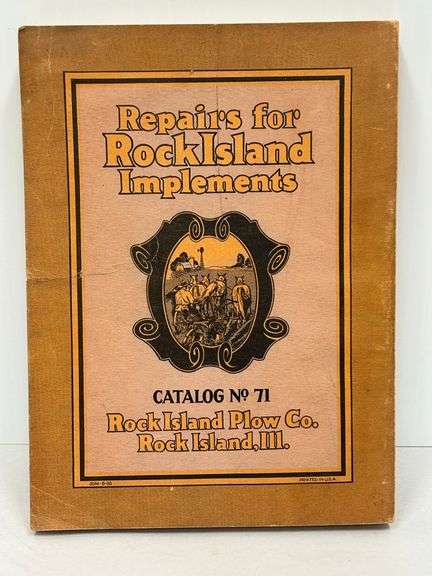 Repairs for
Rock Island
Implements
CATALOG No 71
Rock Island Plow Co.
Rock Island, Ill.
PRINTED IN U.S.A.